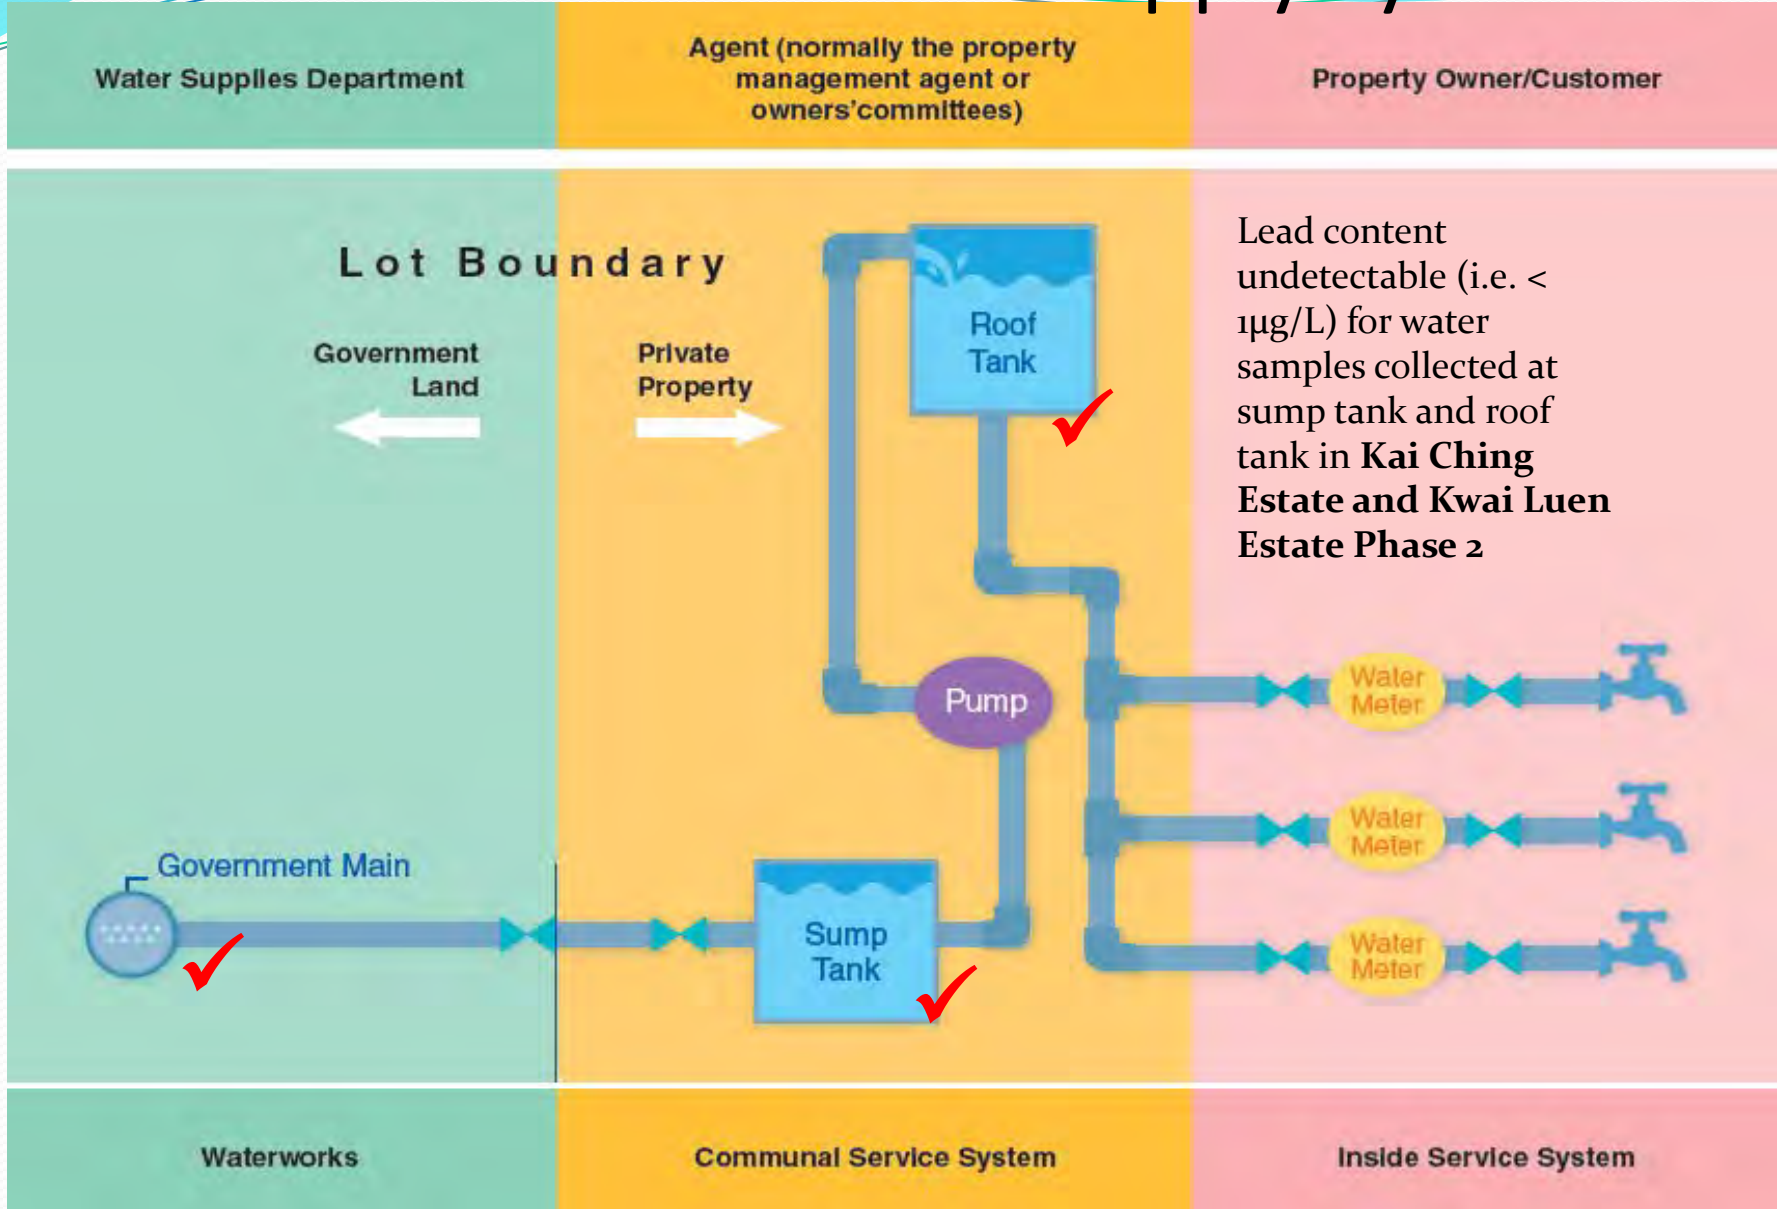 Water Supplies Department
Agent (normally the property
management agent or
owners'committees)
Property Owner/Customer
Lot Boundary
Government
Land
Private
Property
Roof
Tank
Lead content
undetectable (i.e. <
1µg/L) for water
samples collected at
sump tank and roof
tank in Kai Ching
Estate and Kwai Luen
Estate Phase 2
Pump
Water
Meter
Water
Meter
Water
Meter
Government Main
Sump
Tank
Waterworks
Communal Service System
Inside Service System